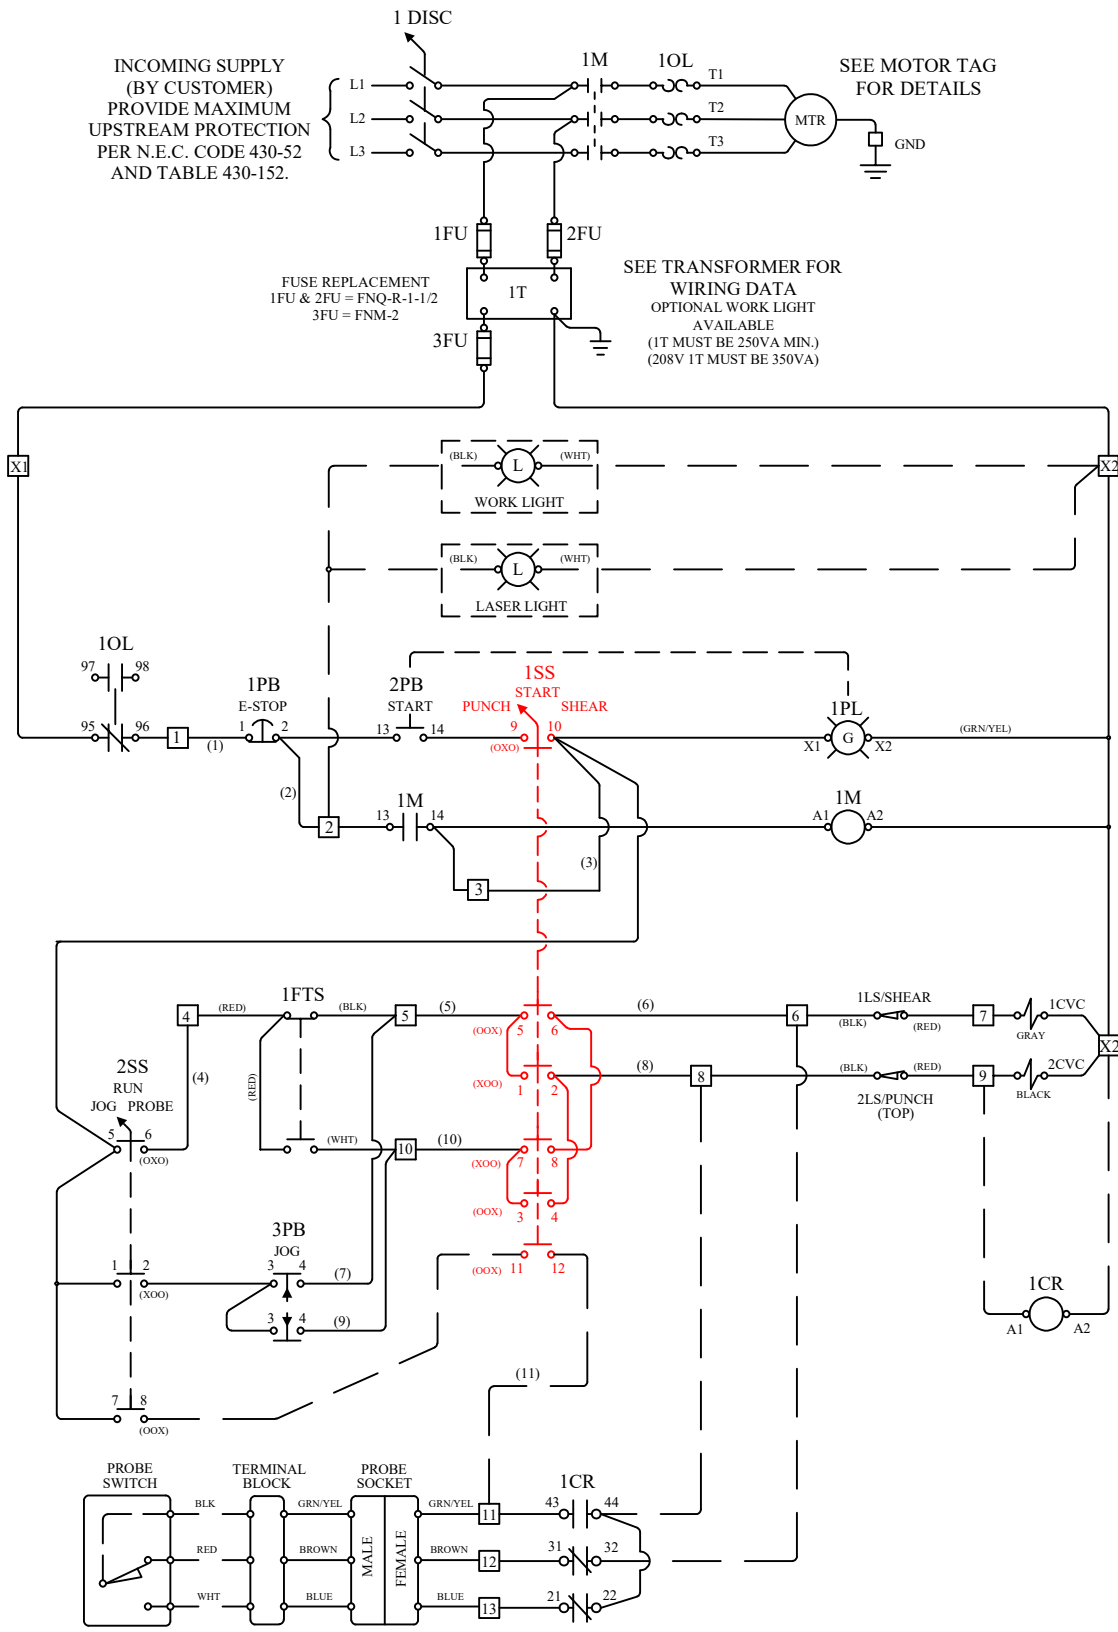 1 DISC
INCOMING SUPPLY
(BY CUSTOMER)
PROVIDE MAXIMUM
UPSTREAM PROTECTION
PER N.E.C. CODE 430-52
AND TABLE 430-152.
L1
L2
L3
1M
1OL
T1
T2
T3
MTR
SEE MOTOR TAG
FOR DETAILS
GND
1FU
2FU
FUSE REPLACEMENT
1FU & 2FU = FNQ-R-1-1/2
3FU = FNM-2
1T
3FU
SEE TRANSFORMER FOR
WIRING DATA
OPTIONAL WORK LIGHT
AVAILABLE
(1T MUST BE 250VA MIN.)
(208V 1T MUST BE 350VA)
X1
(BLK)
L
(WHT)
WORK LIGHT
X2
(BLK)
L
(WHT)
LASER LIGHT
1OL
97
98
95
96
1
(1)
1PB
E-STOP
1
2
2PB
START
13
14
1SS
START
PUNCH
SHEAR
9
10
(OXO)
1PL
X1
G
X2
(GRN/YEL)
(2)
2
1M
13
14
1M
A1
A2
3
(3)
4
(RED)
1FTS
(BLK)
5
(5)
(OOX)
5
6
(6)
6
1LS/SHEAR
(BLK)
(RED)
7
1CVC
GRAY
X2
(4)
(RED)
(XOO)
1
2
(8)
8
(BLK)
(RED)
2LS/PUNCH
(TOP)
9
2CVC
BLACK
2SS
RUN
JOG
PROBE
5
6
(OXO)
(WHT)
10
(10)
(XOO)
7
8
(OOX)
3
4
3PB
JOG
1
2
(XOO)
3
4
(7)
3
4
(9)
(OOX)
11
12
1CR
A1
A2
7
8
(OOX)
(11)
PROBE
SWITCH
TERMINAL
BLOCK
PROBE
SOCKET
1CR
BLK
GRN/YEL
GRN/YEL
11
43
44
RED
BROWN
MALE
FEMALE
BROWN
12
31
32
WHT
BLUE
BLUE
13
21
22